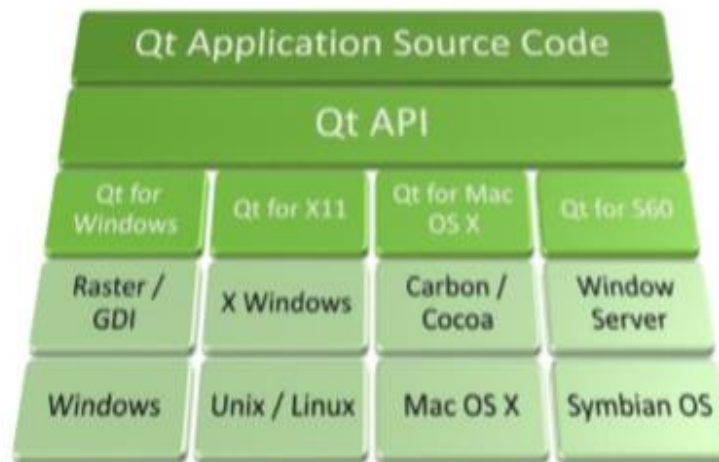 Qt Application Source Code
Qt API
Qt for
Windows
Qt for X11
Qt for Mac
OS X
Qt for S60
Raster /
GDI
X Windows
Carbon /
Cocoa
Window
Server
Windows
Unix / Linux
Mac OS X
Symbian OS